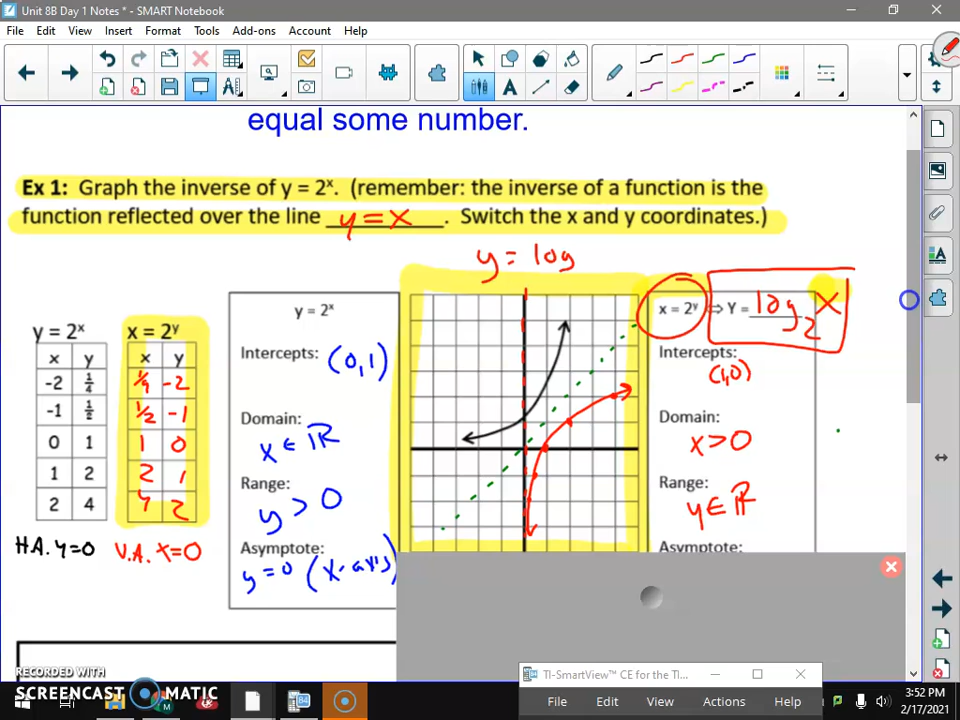 Unit 8B Day 1 Notes * - SMART Notebook
File Edit View Insert Format Tools Add-ons Account Help
equal some number.
Ex 1: Graph the inverse of y = 2ˣ. (remember: the inverse of a function is the
function reflected over the line y = x. Switch the x and y coordinates.)
y = log
y = 2ˣ
x y
-2 1/4
-1 1/2
0 1
1 2
2 4
H.A. y=0
x = 2ʸ
x y
1/4 -2
1/2 -1
1 0
2 1
4 2
V.A. x=0
y = 2ˣ
Intercepts: (0,1)
Domain:
x ∈ ℝ
Range:
y > 0
Asymptote:
y = 0 (x-axis)
x = 2ʸ ⇒ Y = log₂ x
Intercepts:
(1,0)
Domain:
x > 0
Range:
y ∈ ℝ
Asymptote:
TI-SmartView™ CE for the TI...
File Edit View Actions Help
RECORDED WITH
SCREENCAST MATIC
3:52 PM
2/17/2021